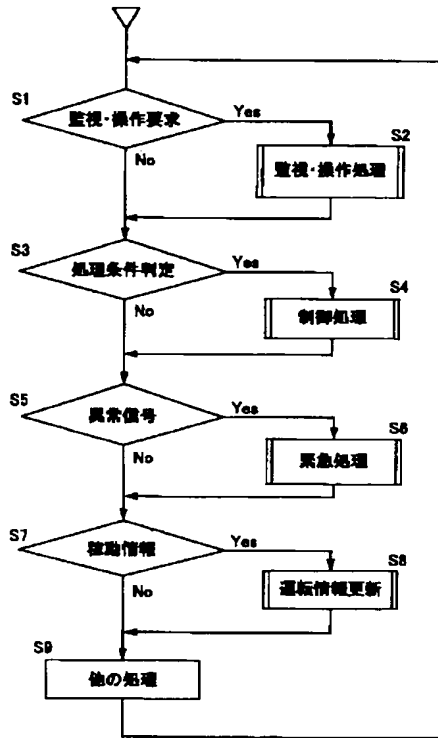 S1
監視・操作要求
Yes
No
S2
監視・操作処理
S3
処理条件判定
Yes
No
S4
制御処理
S5
異常信号
Yes
No
S6
緊急処理
S7
稼動情報
Yes
No
S8
運転情報更新
S9
他の処理